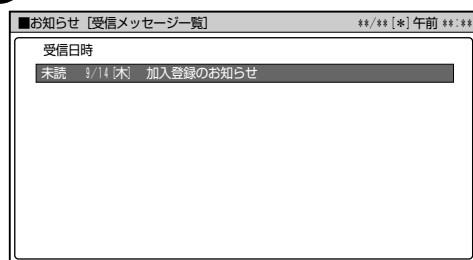 ■お知らせ［受信メッセージ一覧］ **/**[*]午前 **:**
受信日時
未読 9/14[木] 加入登録のお知らせ